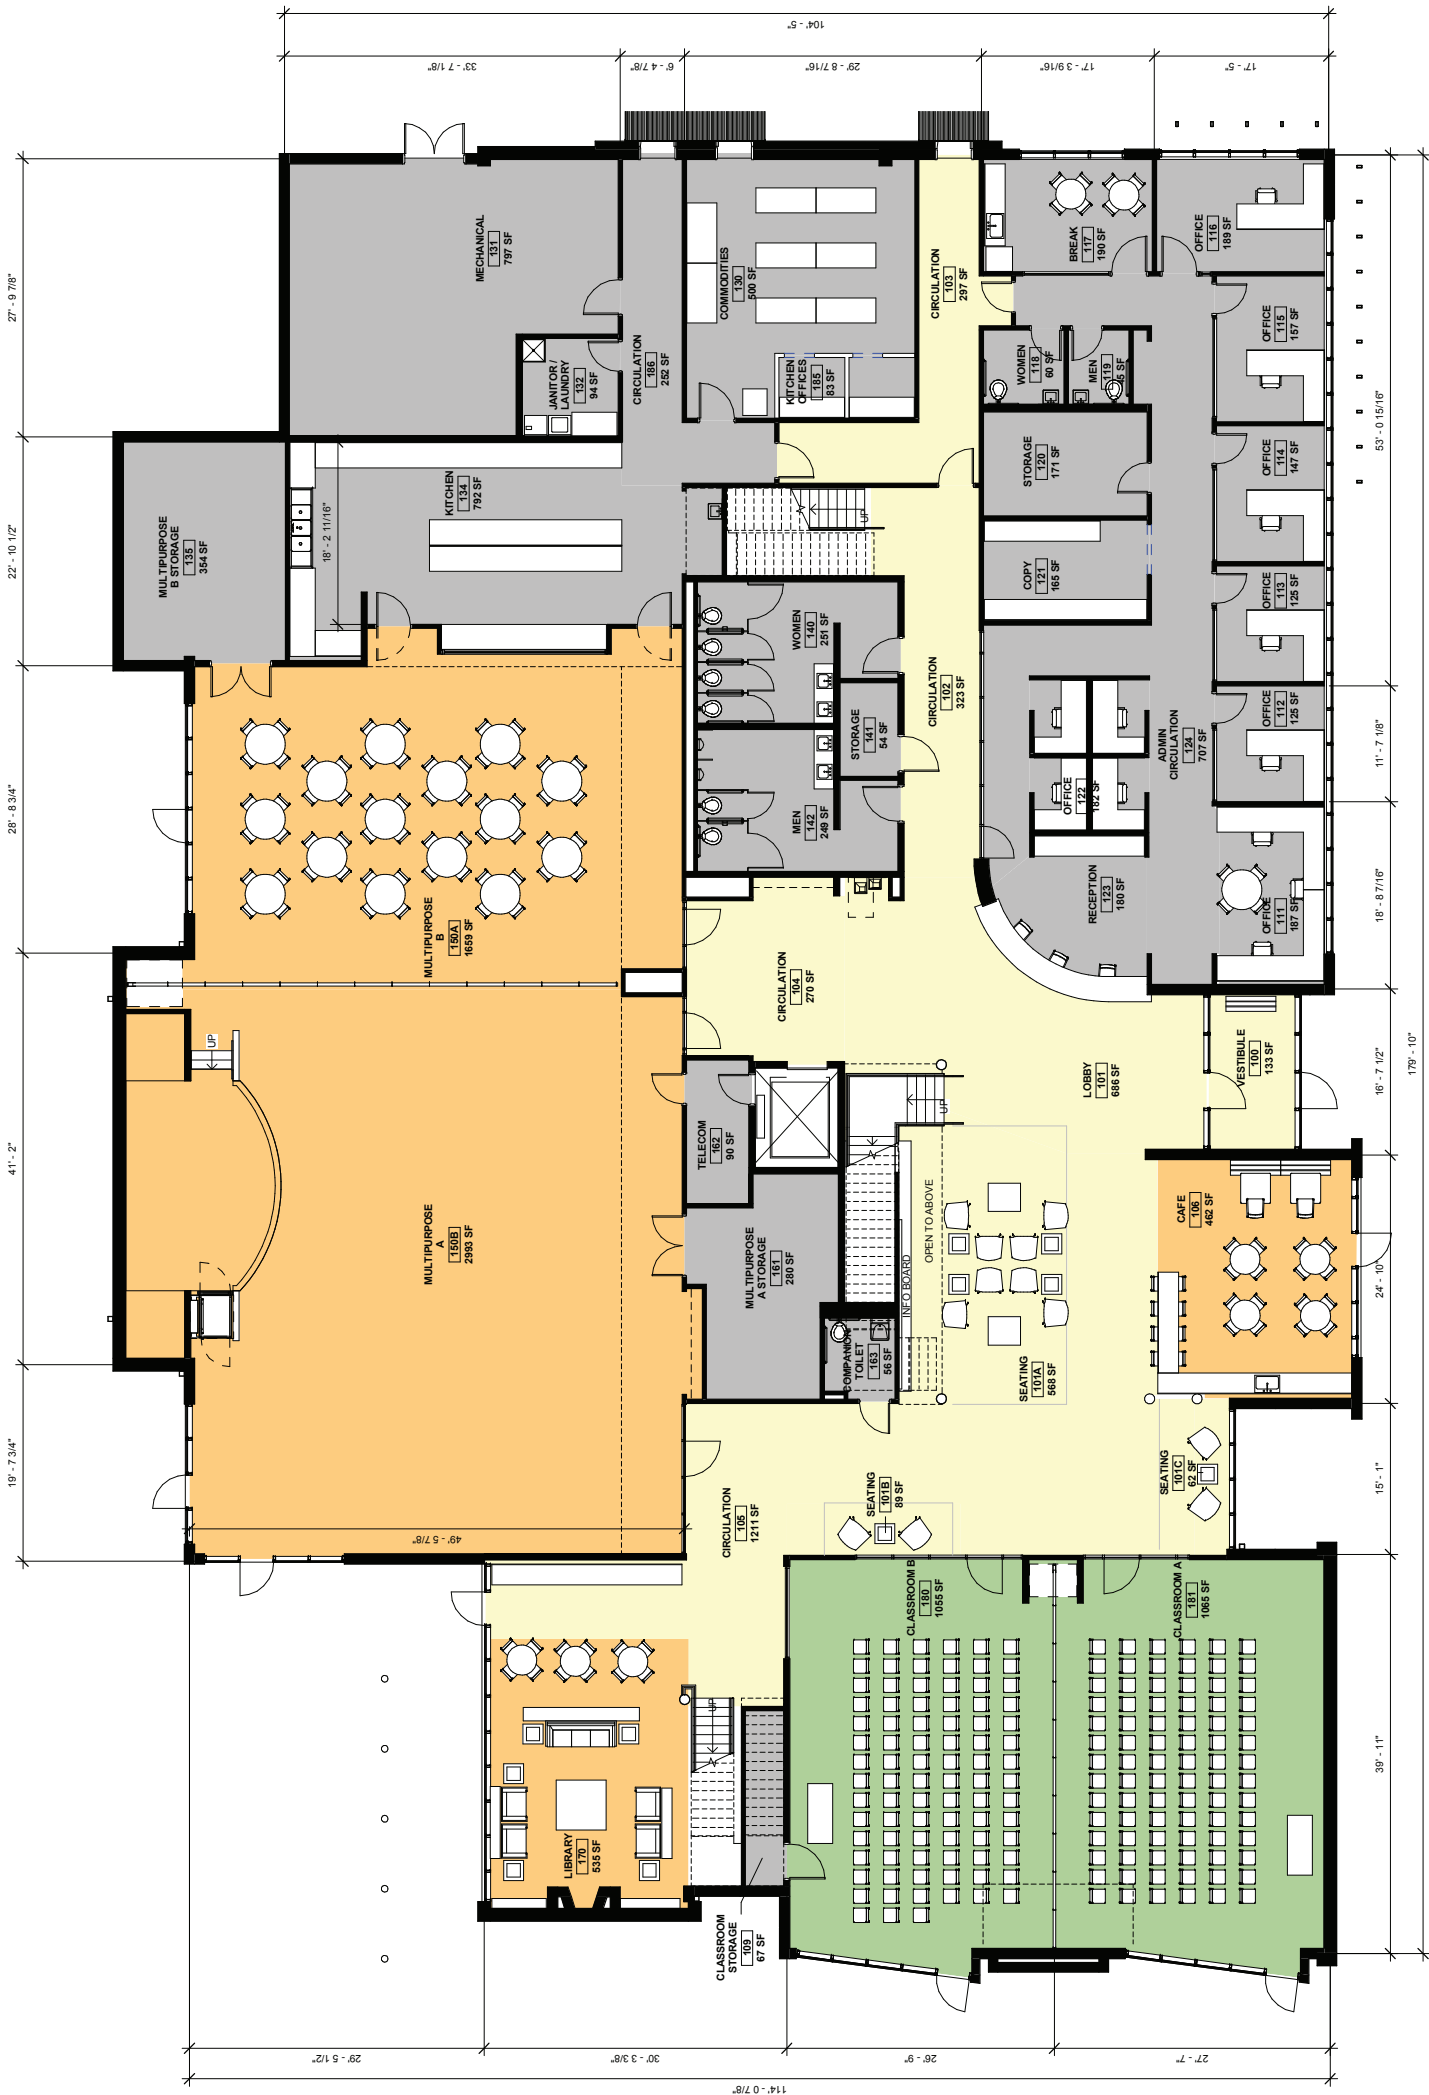 104' - 5"
33' - 7 1/8"
6' - 4 7/8"
29' - 8 7/16"
17' - 3 9/16"
17' - 5"
27' - 9 7/8"
22' - 10 1/2"
28' - 8 3/4"
41' - 2"
19' - 7 3/4"
MECHANICAL
131
797 SF
JANITOR /
LAUNDRY
132
94 SF
CIRCULATION
186
252 SF
COMMODITIES
130
500 SF
KITCHEN
OFFICES
185
83 SF
CIRCULATION
103
297 SF
BREAK
117
190 SF
OFFICE
116
189 SF
WOMEN
118
60 SF
MEN
119
45 SF
OFFICE
115
157 SF
STORAGE
120
171 SF
OFFICE
114
147 SF
COPY
121
165 SF
OFFICE
113
125 SF
OFFICE
112
125 SF
MULTIPURPOSE
B STORAGE
135
354 SF
KITCHEN
134
792 SF
18' - 2 11/16"
UP
WOMEN
140
251 SF
STORAGE
141
54 SF
MEN
142
249 SF
CIRCULATION
102
323 SF
OFFICE
122
182 SF
ADMIN
CIRCULATION
124
707 SF
RECEPTION
123
180 SF
OFFICE
111
187 SF
MULTIPURPOSE
B
150A
1659 SF
CIRCULATION
104
270 SF
LOBBY
101
686 SF
VESTIBULE
100
133 SF
UP
UP
TELECOM
162
90 SF
MULTIPURPOSE
A
150B
2993 SF
MULTIPURPOSE
A STORAGE
161
280 SF
OPEN TO ABOVE
INFO BOARD
CAFE
106
462 SF
COMPANION
TOILET
163
56 SF
SEATING
101A
568 SF
SEATING
101B
89 SF
SEATING
101C
62 SF
CIRCULATION
105
1211 SF
49' - 5 7/8"
CLASSROOM B
180
1055 SF
CLASSROOM A
181
1065 SF
UP
LIBRARY
170
535 SF
CLASSROOM
STORAGE
109
67 SF
53' - 0 15/16"
11' - 7 1/8"
18' - 8 7/16"
16' - 7 1/2"
24' - 10"
15' - 1"
39' - 11"
179' - 10"
29' - 5 1/2"
30' - 3 3/8"
26' - 9"
27' - 7"
114' - 0 7/8"